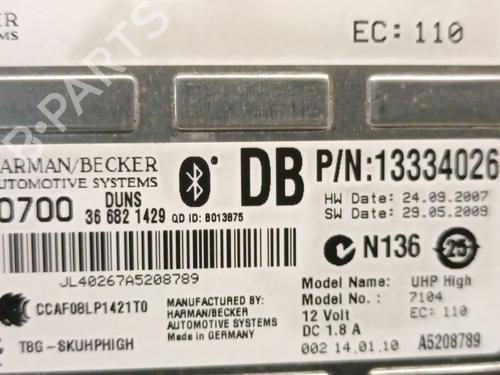 KER
SYSTEMS
EC: 110
HARMAN/BECKER
AUTOMOTIVE SYSTEMS
DB
P/N:13334026
0700
DUNS
36 682 1429
QD ID: B013875
HW Date: 24.09.2007
SW Date: 29.05.2009
N136
25
JL40267A5208789
CCAF08LP1421T0
T8G-SKUHPHIGH
MANUFACTURED BY:
HARMAN/BECKER
AUTOMOTIVE SYSTEMS
Made in GERMANY
Model Name: UHP High
Model No.: 7104
12 Volt EC: 110
DC 1.8 A
002 14.01.10 A5208789